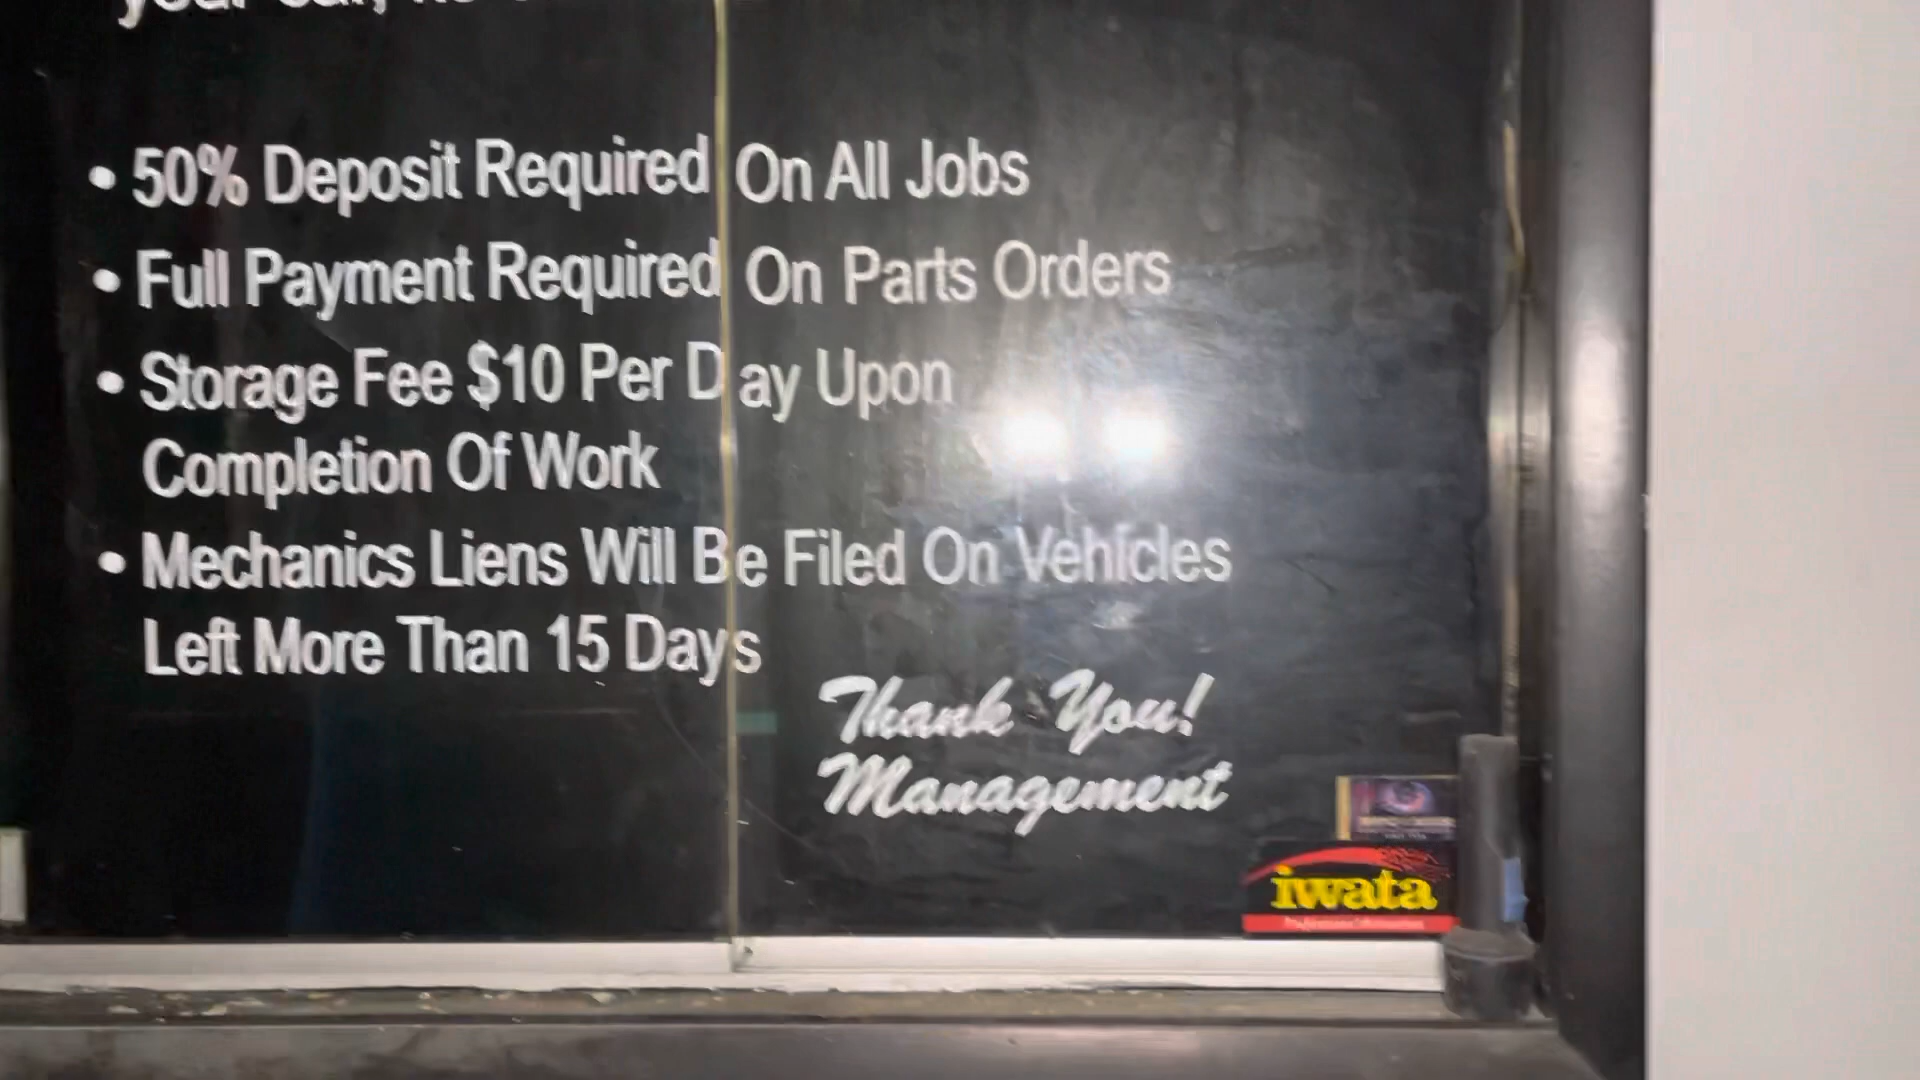 • 50% Deposit Required On All Jobs
• Full Payment Required On Parts Orders
• Storage Fee $10 Per Day Upon
Completion Of Work
• Mechanics Liens Will Be Filed On Vehicles
Left More Than 15 Days
Thank You!
Management
iwata